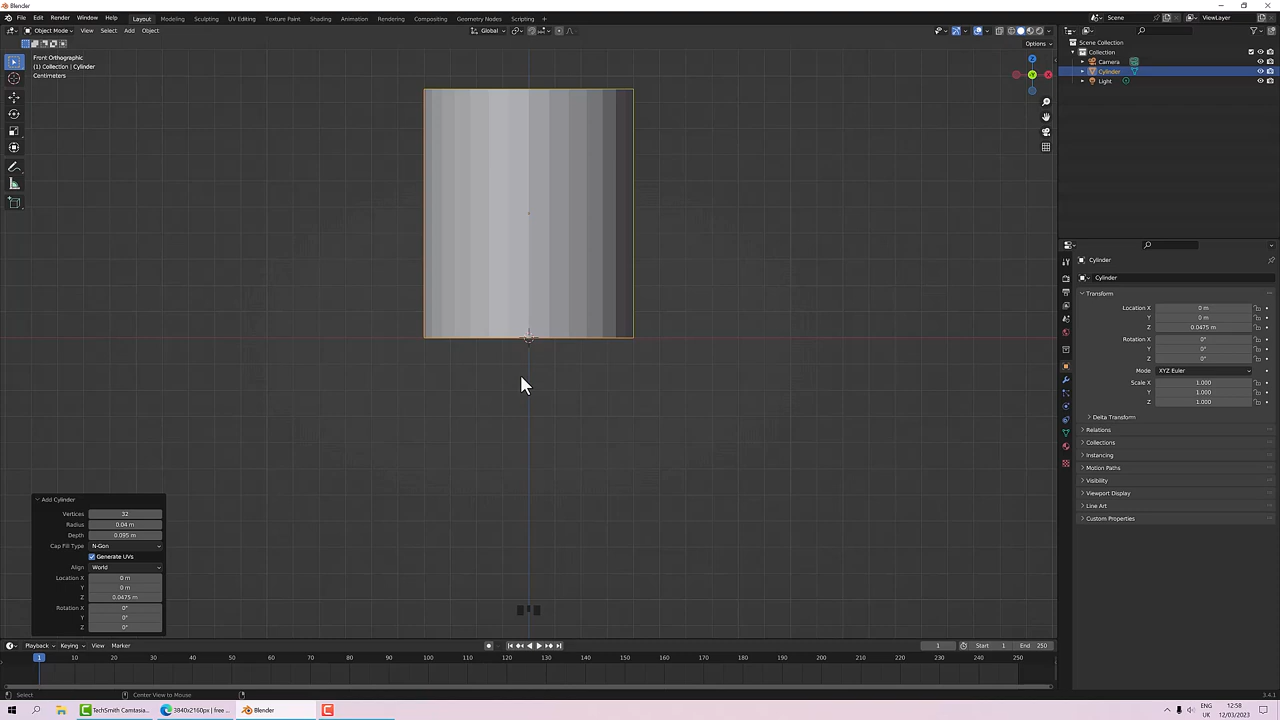 Blender
File Edit Render Window Help
Layout Modeling Sculpting UV Editing Texture Paint Shading Animation Rendering Compositing Geometry Nodes Scripting
Scene
ViewLayer
Object Mode View Select Add Object
Global
Options
Front Orthographic
(1) Collection | Cylinder
Centimeters
Z
Y
X
Scene Collection
Collection
Camera
Cylinder
Light
Cylinder
Cylinder
Transform
Location X 0 m
Y 0 m
Z 0.0475 m
Rotation X 0°
Y 0°
Z 0°
Mode XYZ Euler
Scale X 1.000
Y 1.000
Z 1.000
Delta Transform
Relations
Collections
Instancing
Motion Paths
Visibility
Viewport Display
Line Art
Custom Properties
Add Cylinder
Vertices 32
Radius 0.04 m
Depth 0.095 m
Cap Fill Type N-Gon
Generate UVs
Align World
Location X 0 m
Y 0 m
Z 0.0475 m
Rotation X 0°
Y 0°
Z 0°
Playback Keying View Marker
1 Start 1 End 250
1 10 20 30 40 50 60 70 80 90 100 110 120 130 140 150 160 170 180 190 200 210 220 230 240 250
Select Center View to Mouse 3.4.1
TechSmith Camtasia... 3840x2160px | free ... Blender
ENG
UK
12:58
12/03/2023